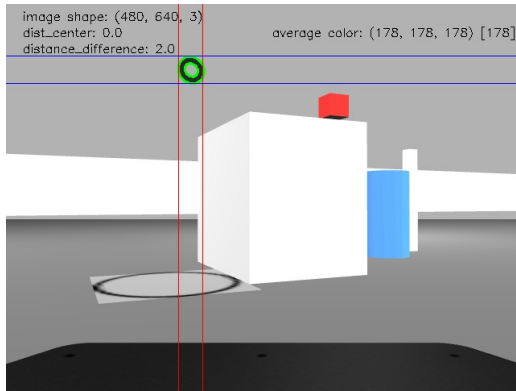 image shape: (480, 640, 3)
dist_center: 0.0
average color: (178, 178, 178) [178]
distance_difference: 2.0